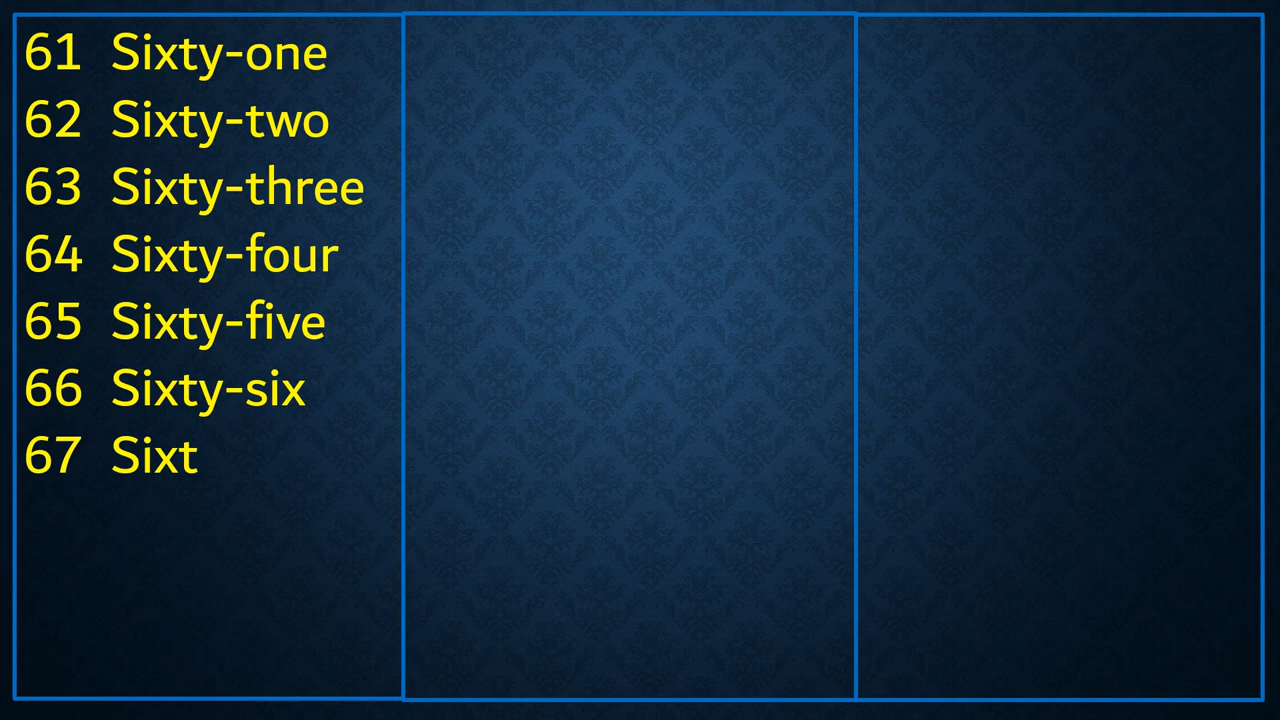 61 Sixty-one
62 Sixty-two
63 Sixty-three
64 Sixty-four
65 Sixty-five
66 Sixty-six
67 Sixt